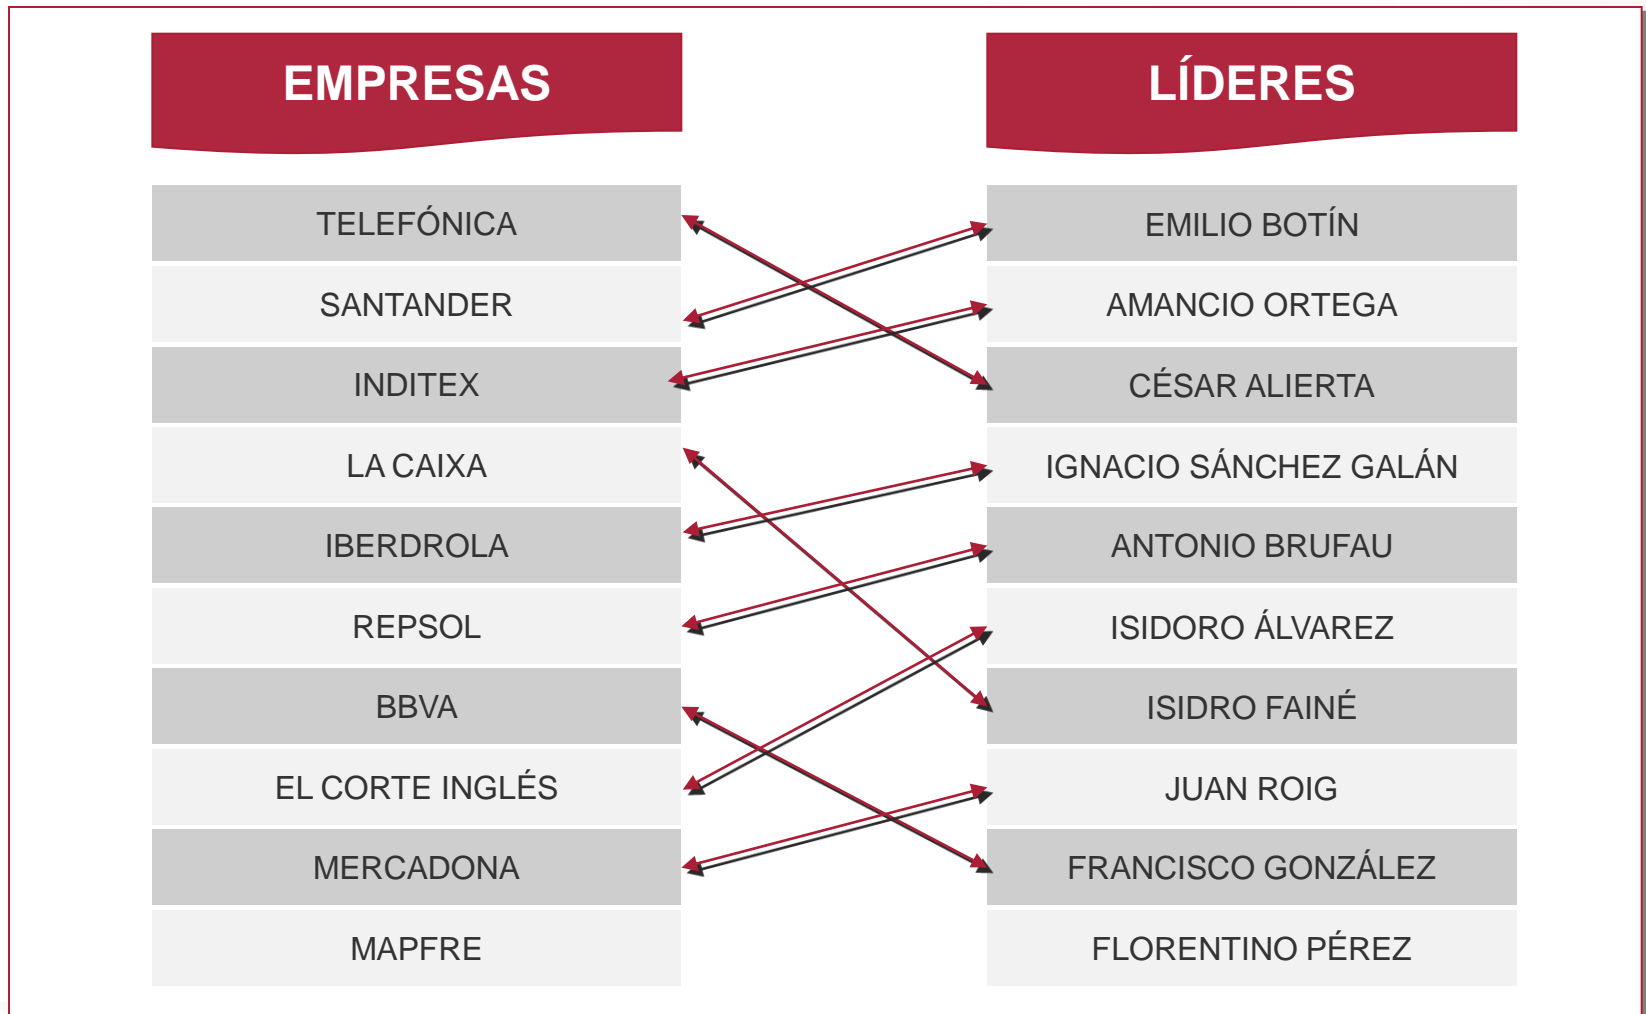 EMPRESAS
LÍDERES
TELEFÓNICA
EMILIO BOTÍN
SANTANDER
AMANCIO ORTEGA
INDITEX
CÉSAR ALIERTA
LA CAIXA
IGNACIO SÁNCHEZ GALÁN
IBERDROLA
ANTONIO BRUFAU
REPSOL
ISIDORO ÁLVAREZ
BBVA
ISIDRO FAINÉ
EL CORTE INGLÉS
JUAN ROIG
MERCADONA
FRANCISCO GONZÁLEZ
MAPFRE
FLORENTINO PÉREZ